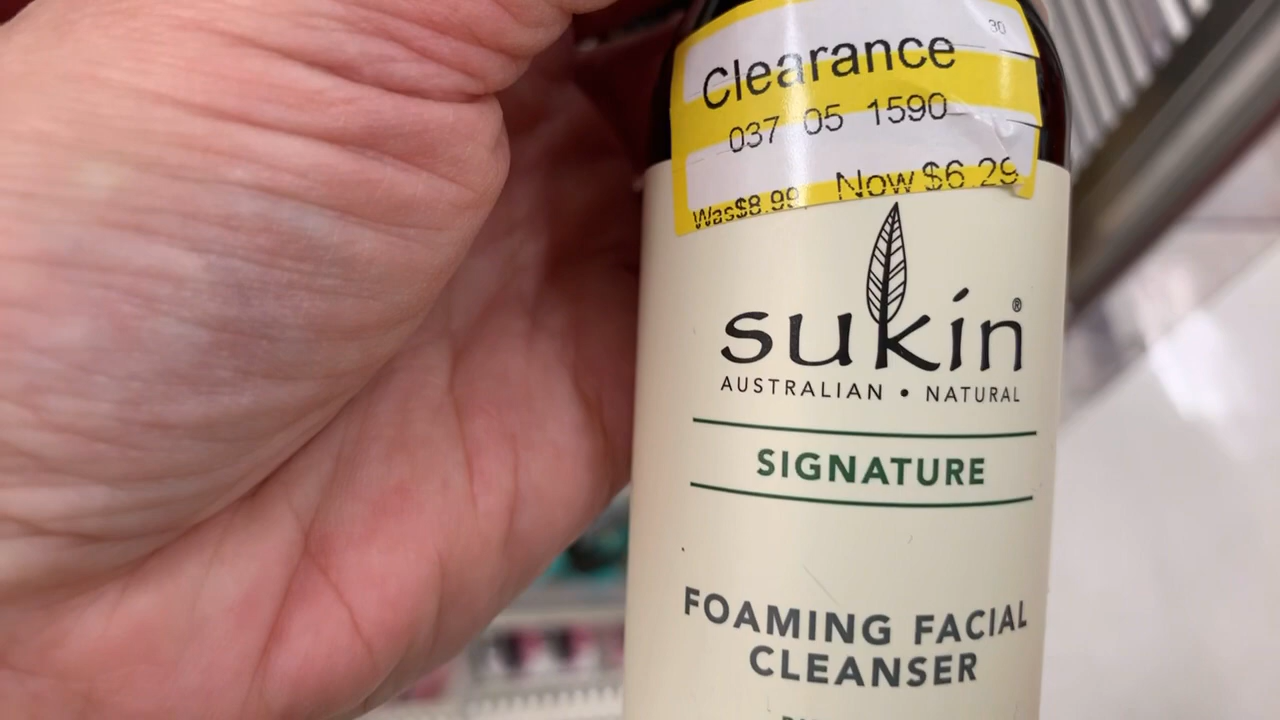 30
Clearance
037 05 1590
Was$8.99 Now $6.29
sukin®
AUSTRALIAN • NATURAL
SIGNATURE
FOAMING FACIAL
CLEANSER